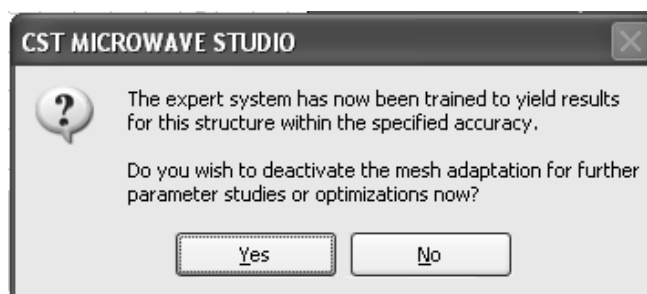 CST MICROWAVE STUDIO
The expert system has now been trained to yield results
for this structure within the specified accuracy.
Do you wish to deactivate the mesh adaptation for further
parameter studies or optimizations now?
Yes
No